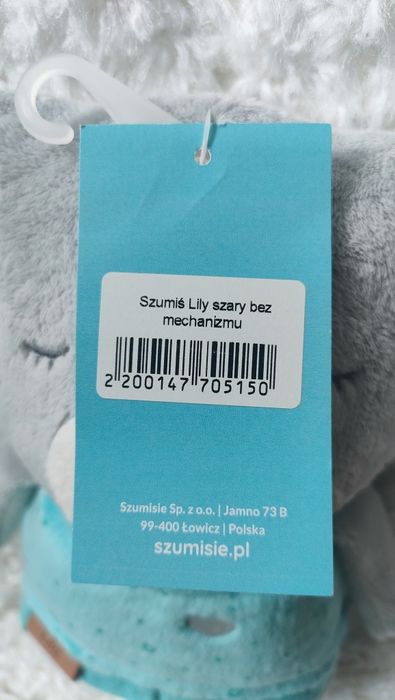 Szumiś Lily szary bez
mechanizmu
2 200147 705150
Szumisie Sp. z o.o. | Jamno 73 B
99-400 Łowicz | Polska
szumisie.pl